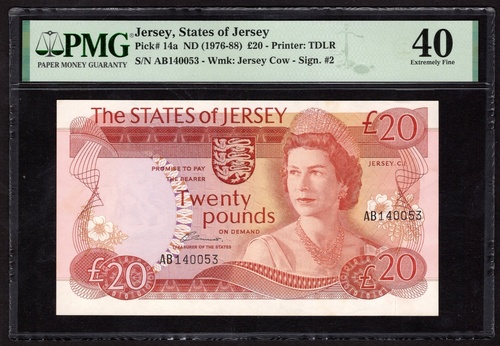 PMG
PAPER MONEY GUARANTY
Jersey, States of Jersey
Pick# 14a ND (1976-88) £20 - Printer: TDLR
S/N AB140053 - Wmk: Jersey Cow - Sign. #2
40
Extremely Fine
The STATES of JERSEY
£20
PROMISE TO PAY
THE BEARER
JERSEY. C.I.
Twenty
pounds
ON DEMAND
AB140053
TREASURER OF THE STATES
AB140053
£20
£20